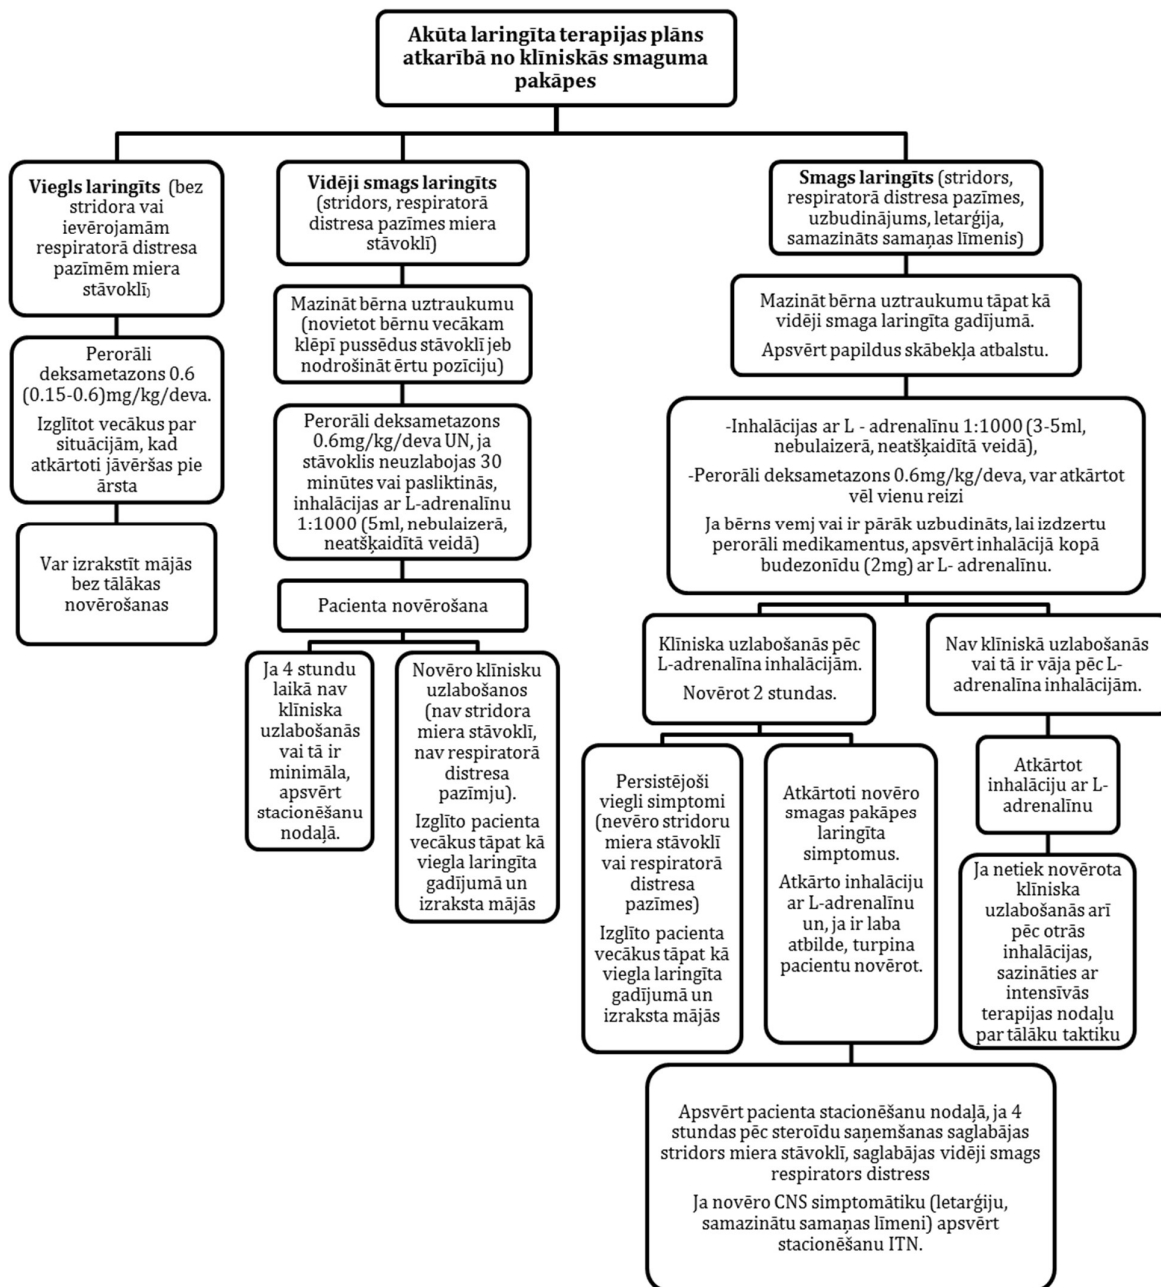 Akūta laringīta terapijas plāns
atkarībā no klīniskās smaguma
pakāpes
Viegls laringīts (bez
stridora vai
ievērojamām
respiratorā distresa
pazīmēm miera
stāvoklī)
Perorāli
deksametazons 0.6
(0.15-0.6)mg/kg/deva.
Izglītot vecākus par
situācijām, kad
atkārtoti jāvēršas pie
ārsta
Var izrakstīt mājās
bez tālākas
novērošanas
Vidēji smags laringīts
(stridors, respiratorā
distresa pazīmes miera
stāvoklī)
Mazināt bērna uztraukumu
(novietot bērnu vecākam
klēpī pussēdus stāvoklī jeb
nodrošināt ērtu pozīciju)
Perorāli deksametazons
0.6mg/kg/deva UN, ja
stāvoklis neuzlabojas 30
minūtes vai pasliktinās,
inhalācijas ar L-adrenalīnu
1:1000 (5ml, nebulaizerā,
neatšķaidītā veidā)
Pacienta novērošana
Ja 4 stundu
laikā nav
klīniska
uzlabošanās
vai tā ir
minimāla,
apsvērt
stacionēšanu
nodaļā.
Novēro klīnisku
uzlabošanos
(nav stridora
miera stāvoklī,
nav respiratorā
distresa
pazīmju).
Izglīto pacienta
vecākus tāpat kā
viegla laringīta
gadījumā un
izraksta mājās
Smags laringīts (stridors,
respiratorā distresa pazīmes,
uzbudinājums, letarģija,
samazināts samaņas līmenis)
Mazināt bērna uztraukumu tāpat kā
vidēji smaga laringīta gadījumā.
Apsvērt papildus skābekļa atbalstu.
-Inhalācijas ar L - adrenalīnu 1:1000 (3-5ml,
nebulaizerā, neatšķaidītā veidā),
-Perorāli deksametazons 0.6mg/kg/deva, var atkārtot
vēl vienu reizi
Ja bērns vemj vai ir pārāk uzbudināts, lai izdzertu
perorāli medikamentus, apsvērt inhalācijā kopā
budezonīdu (2mg) ar L- adrenalīnu.
Klīniska uzlabošanās pēc
L-adrenalīna inhalācijām.
Novērot 2 stundas.
Persistējoši
viegli simptomi
(nevēro stridoru
miera stāvoklī
vai respiratorā
distresa
pazīmes)
Izglīto pacienta
vecākus tāpat kā
viegla laringīta
gadījumā un
izraksta mājās
Atkārtoti novēro
smagas pakāpes
laringīta
simptomus.
Atkārto inhalāciju
ar L-adrenalīnu
un, ja ir laba
atbilde, turpina
pacientu novērot.
Nav klīniskā uzlabošanās
vai tā ir vāja pēc L-
adrenalīna inhalācijām.
Atkārtot
inhalāciju ar L-
adrenalīnu
Ja netiek novērota
klīniska
uzlabošanās arī
pēc otrās
inhalācijas,
sazināties ar
intensīvās
terapijas nodaļu
par tālāku taktiku
Apsvērt pacienta stacionēšanu nodaļā, ja 4
stundas pēc steroīdu saņemšanas saglabājas
stridors miera stāvoklī, saglabājas vidēji smags
respirators distress
Ja novēro CNS simptomātiku (letarģiju,
samazinātu samaņas līmeni) apsvērt
stacionēšanu ITN.